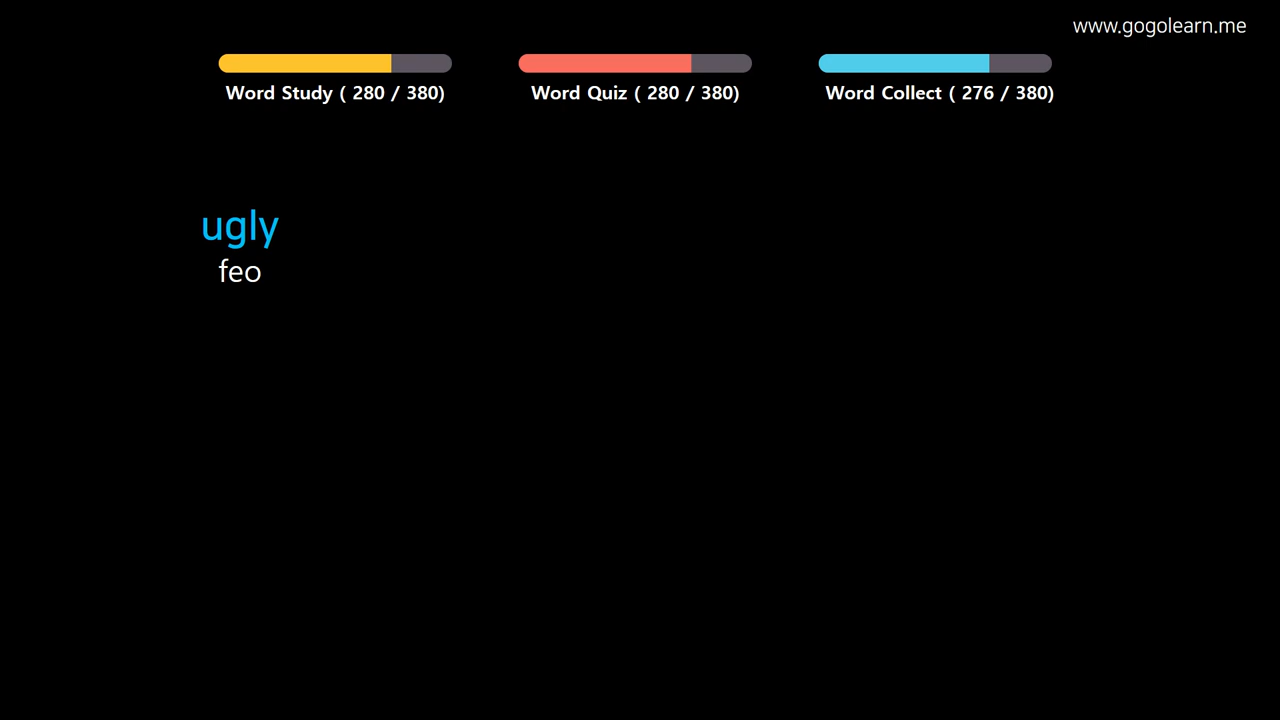 www.gogolearn.me
Word Study ( 280 / 380)
Word Quiz ( 280 / 380)
Word Collect ( 276 / 380)
ugly
feo